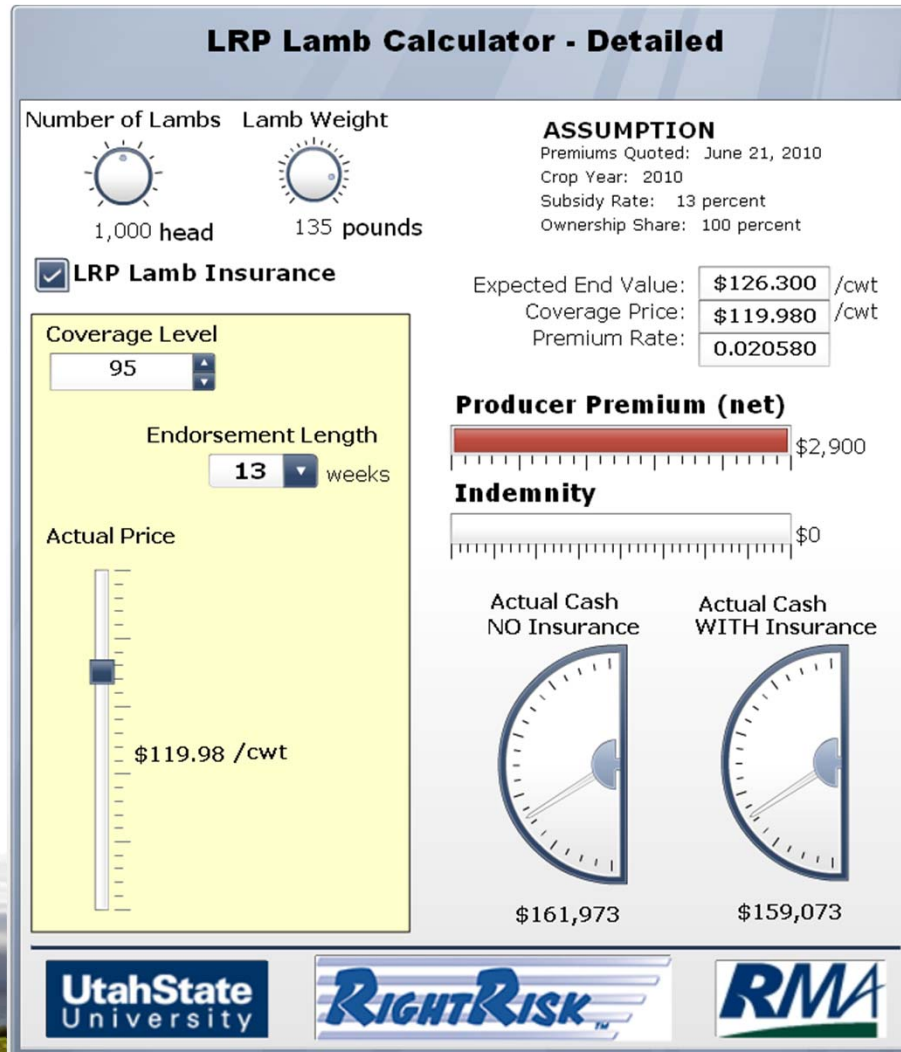 LRP Lamb Calculator - Detailed
Number of Lambs
1,000 head
Lamb Weight
135 pounds
ASSUMPTION
Premiums Quoted: June 21, 2010
Crop Year: 2010
Subsidy Rate: 13 percent
Ownership Share: 100 percent
LRP Lamb Insurance
Expected End Value: $126.300 /cwt
Coverage Price: $119.980 /cwt
Premium Rate: 0.020580
Coverage Level
95
Endorsement Length
13 weeks
Actual Price
$119.98 /cwt
Producer Premium (net)
$2,900
Indemnity
$0
Actual Cash
NO Insurance
$161,973
Actual Cash
WITH Insurance
$159,073
UtahState
University
RIGHTRISK TM
RMA